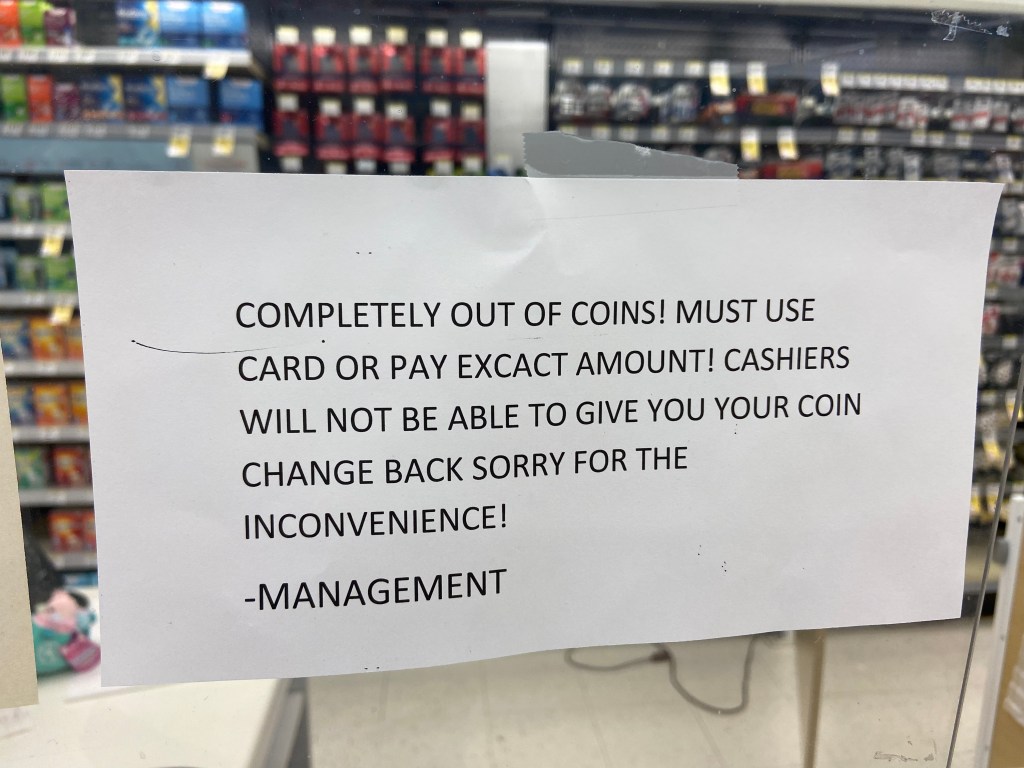 COMPLETELY OUT OF COINS! MUST USE
CARD OR PAY EXCACT AMOUNT! CASHIERS
WILL NOT BE ABLE TO GIVE YOU YOUR COIN
CHANGE BACK SORRY FOR THE
INCONVENIENCE!
-MANAGEMENT